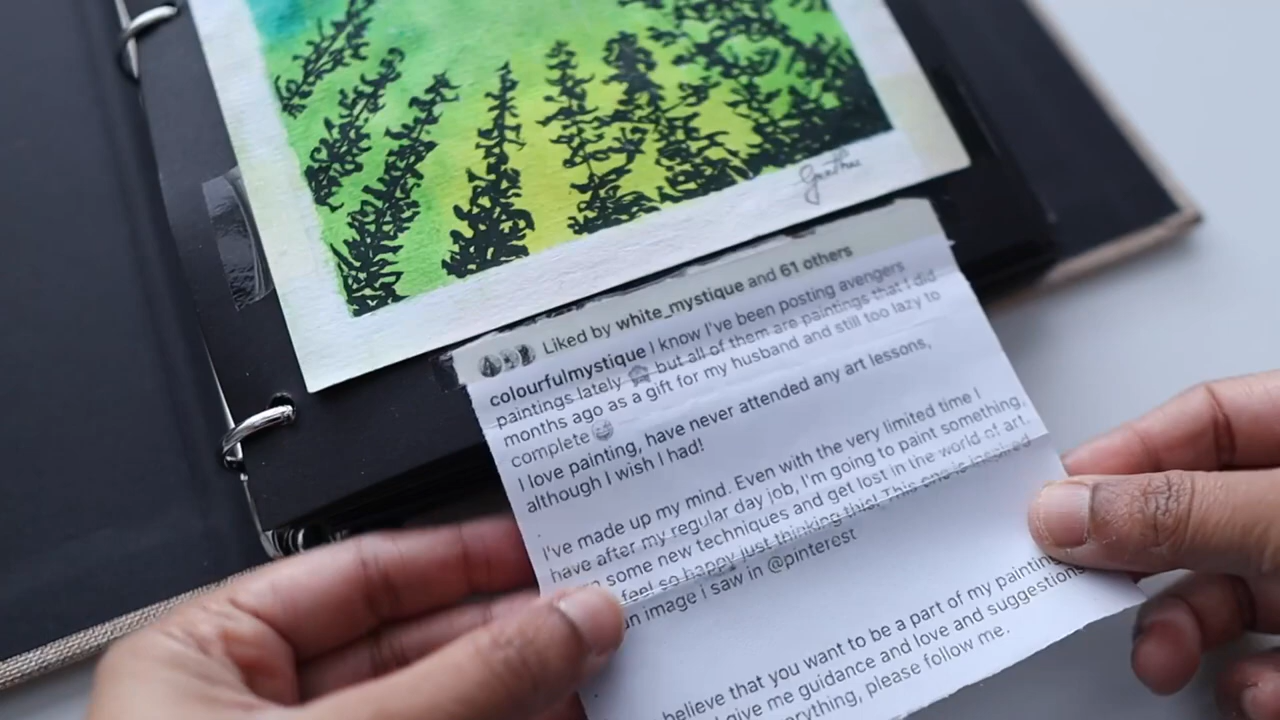 Liked by white_mystique and 61 others
colourfulmystique I know I've been posting avengers
paintings lately but all of them are paintings that I did
months ago as a gift for my husband and still too lazy to
complete
I love painting, have never attended any art lessons,
although I wish I had!
I've made up my mind. Even with the very limited time I
have after my regular day job, I'm going to paint something,
some new techniques and get lost in the world of art.
feel so happy just thinking this! This one is inspired
an image i saw in @pinterest
believe that you want to be a part of my painting
give me guidance and love and suggestions
please follow me.